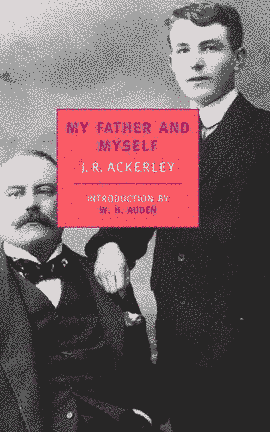 MY FATHER AND
MYSELF
J. R. ACKERLEY
INTRODUCTION BY
W. H. AUDEN